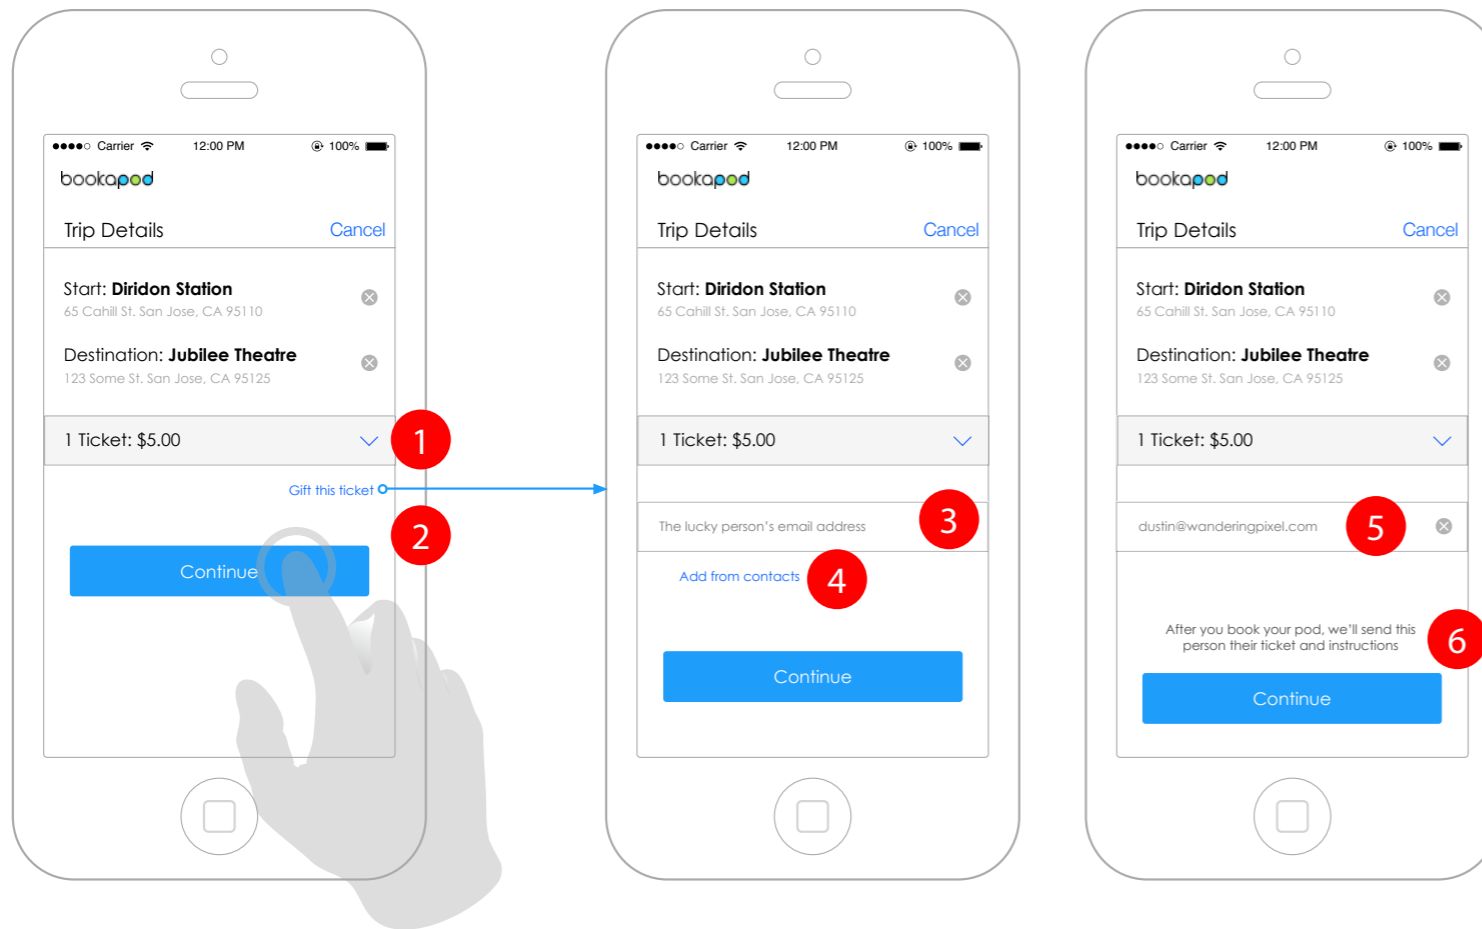 Carrier 12:00 PM 100%
bookapod
Trip Details Cancel
Start: Diridon Station
65 Cahill St. San Jose, CA 95110
Destination: Jubilee Theatre
123 Some St. San Jose, CA 95125
1 Ticket: $5.00
1
Gift this ticket
2
Continue
Carrier 12:00 PM 100%
bookapod
Trip Details Cancel
Start: Diridon Station
65 Cahill St. San Jose, CA 95110
Destination: Jubilee Theatre
123 Some St. San Jose, CA 95125
1 Ticket: $5.00
The lucky person's email address
3
Add from contacts
4
Continue
Carrier 12:00 PM 100%
bookapod
Trip Details Cancel
Start: Diridon Station
65 Cahill St. San Jose, CA 95110
Destination: Jubilee Theatre
123 Some St. San Jose, CA 95125
1 Ticket: $5.00
dustin@wanderingpixel.com
5
After you book your pod, we'll send this
person their ticket and instructions
6
Continue